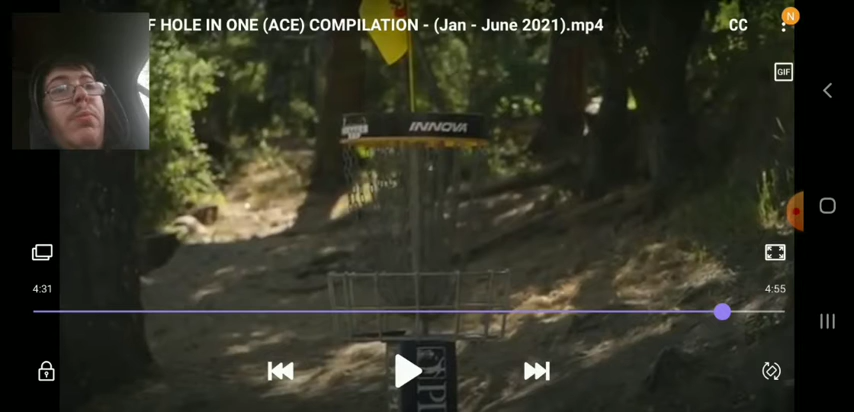 F HOLE IN ONE (ACE) COMPILATION - (Jan - June 2021).mp4
CC
N
GIF
INNOVA
4:31
4:55